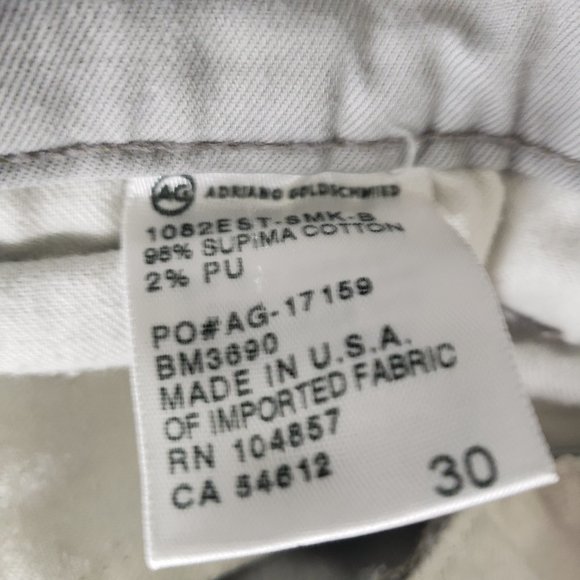 AG ADRIANO GOLDSCHMIED
1082EST-SMK-S
98% SUPIMA COTTON
2% PU
PO#AG-17159
BM3690
MADE IN U.S.A.
OF IMPORTED FABRIC
RN 104857
CA 54612
30